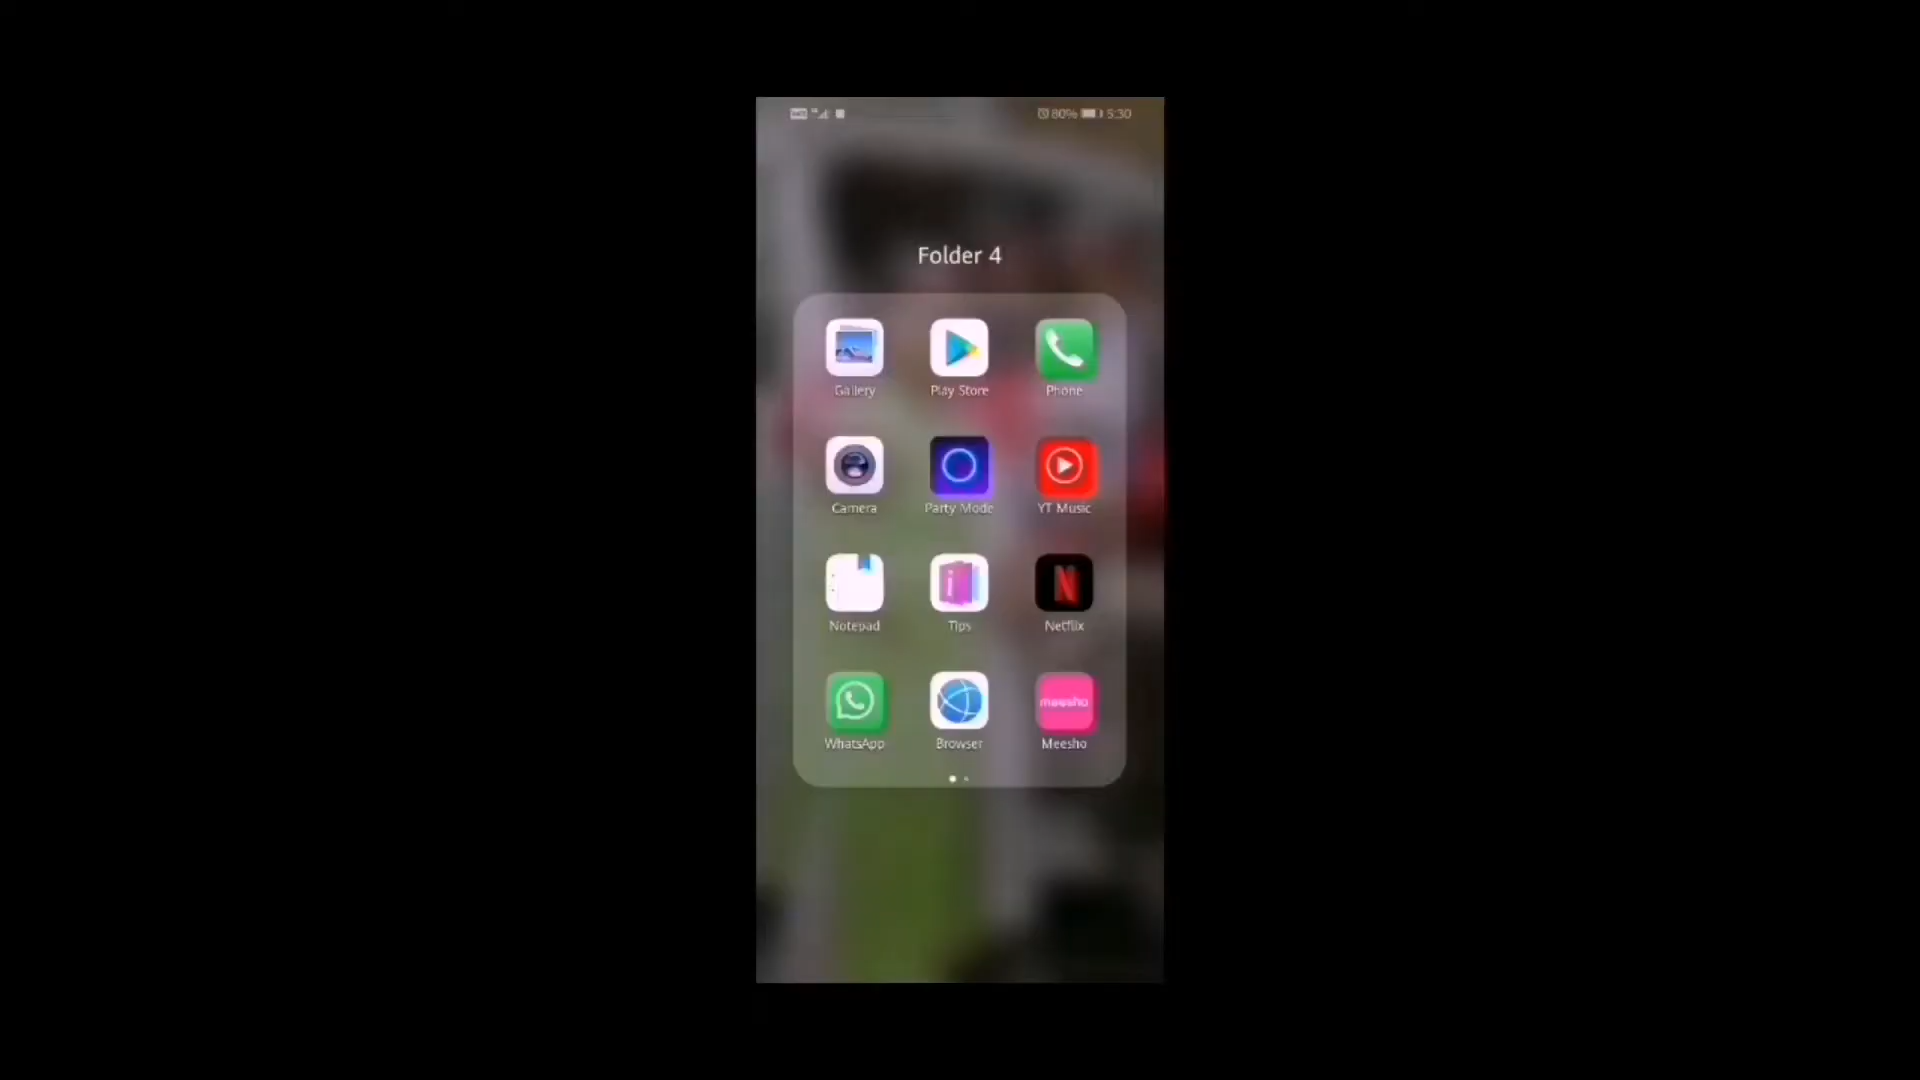 80% 5:30
Folder 4
Gallery Play Store Phone
Camera Party Mode YT Music
Notepad Tips Netflix
meesho
WhatsApp Browser Meesho